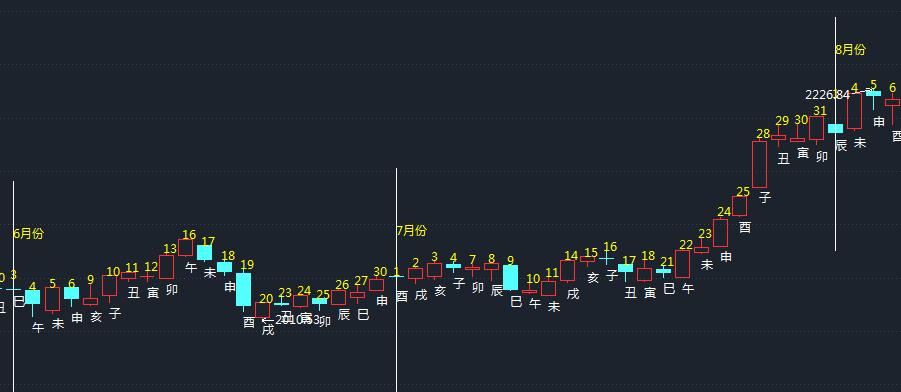 6月份
7月份
8月份
0 3 4 5 6 9 10 11 12 13 16 17 18 19 20 23 24 25 26 27 30
丑 巳 午 未 申 亥 子 丑 寅 卯 午 未 申 酉 戌 丑 寅 卯 辰 巳 申
←2010.53
1 2 3 4 7 8 9 10 11 14 15 16 17 18 21 22 23 24 25 28 29 30 31
酉 戌 亥 子 卯 辰 巳 午 未 戌 亥 子 丑 寅 巳 午 未 申 酉 子 丑 寅 卯
2226.84
4 5 6
辰 未 申 酉